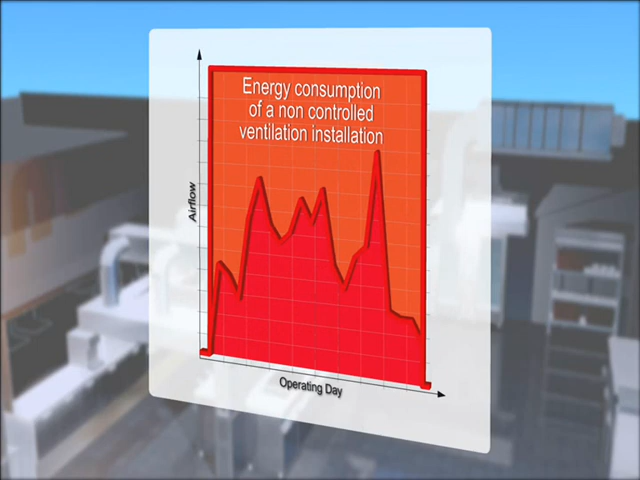 Energy consumption
of a non controlled
ventilation installation
Airflow
Operating Day